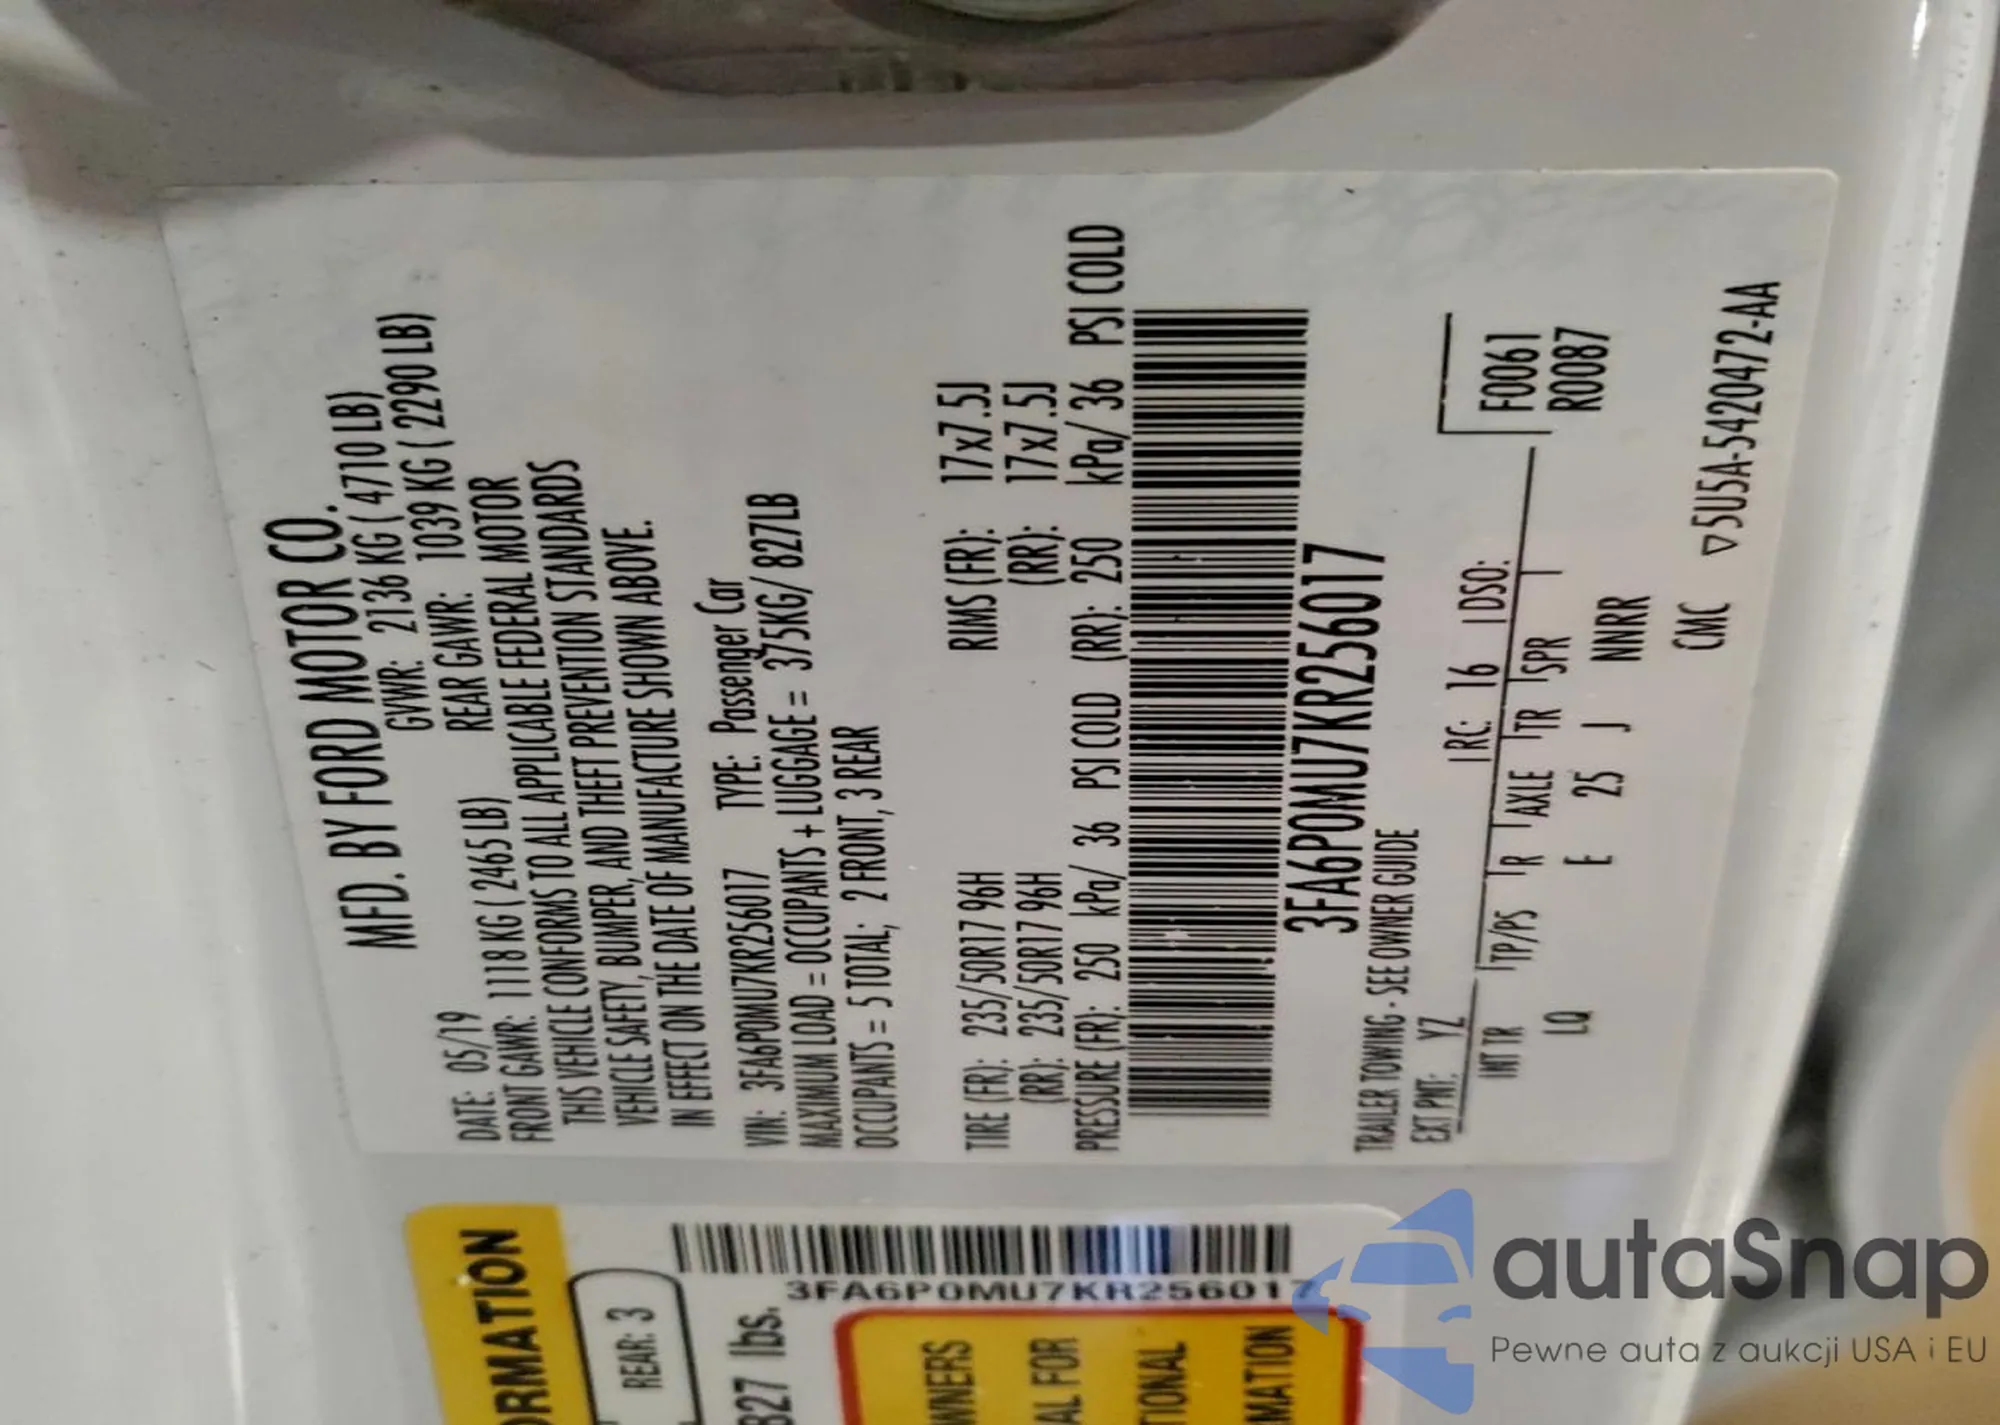 MFD. BY FORD MOTOR CO.
DATE: 05/19 GVWR: 2136 KG ( 4710 LB)
FRONT GAWR: 1118 KG ( 2465 LB) REAR GAWR: 1039 KG ( 2290 LB)
THIS VEHICLE CONFORMS TO ALL APPLICABLE FEDERAL MOTOR
VEHICLE SAFETY, BUMPER, AND THEFT PREVENTION STANDARDS
IN EFFECT ON THE DATE OF MANUFACTURE SHOWN ABOVE.
VIN: 3FA6P0MU7KR256017 TYPE: Passenger Car
MAXIMUM LOAD = OCCUPANTS + LUGGAGE = 375KG/ 827LB
OCCUPANTS = 5 TOTAL; 2 FRONT, 3 REAR
TIRE (FR): 235/50R17 96H RIMS (FR): 17x7.5J
(RR): 235/50R17 96H (RR): 17x7.5J
PRESSURE (FR): 250 kPa/ 36 PSI COLD (RR): 250 kPa/ 36 PSI COLD
3FA6P0MU7KR256017
TRAILER TOWING - SEE OWNER GUIDE
EXT PNT: YZ RC: 16 DSO:
INT TR TP/PS R AXLE TR SPR
LQ E 25 J NNRR
F0061
R0087
CMC ▽5U5A-5420472-AA
ORMATION
REAR: 3
827 lbs.
3FA6P0MU7KR256017
WNERS
AL FOR
TIONAL
MATION
autaSnap
Pewne auta z aukcji USA i EU